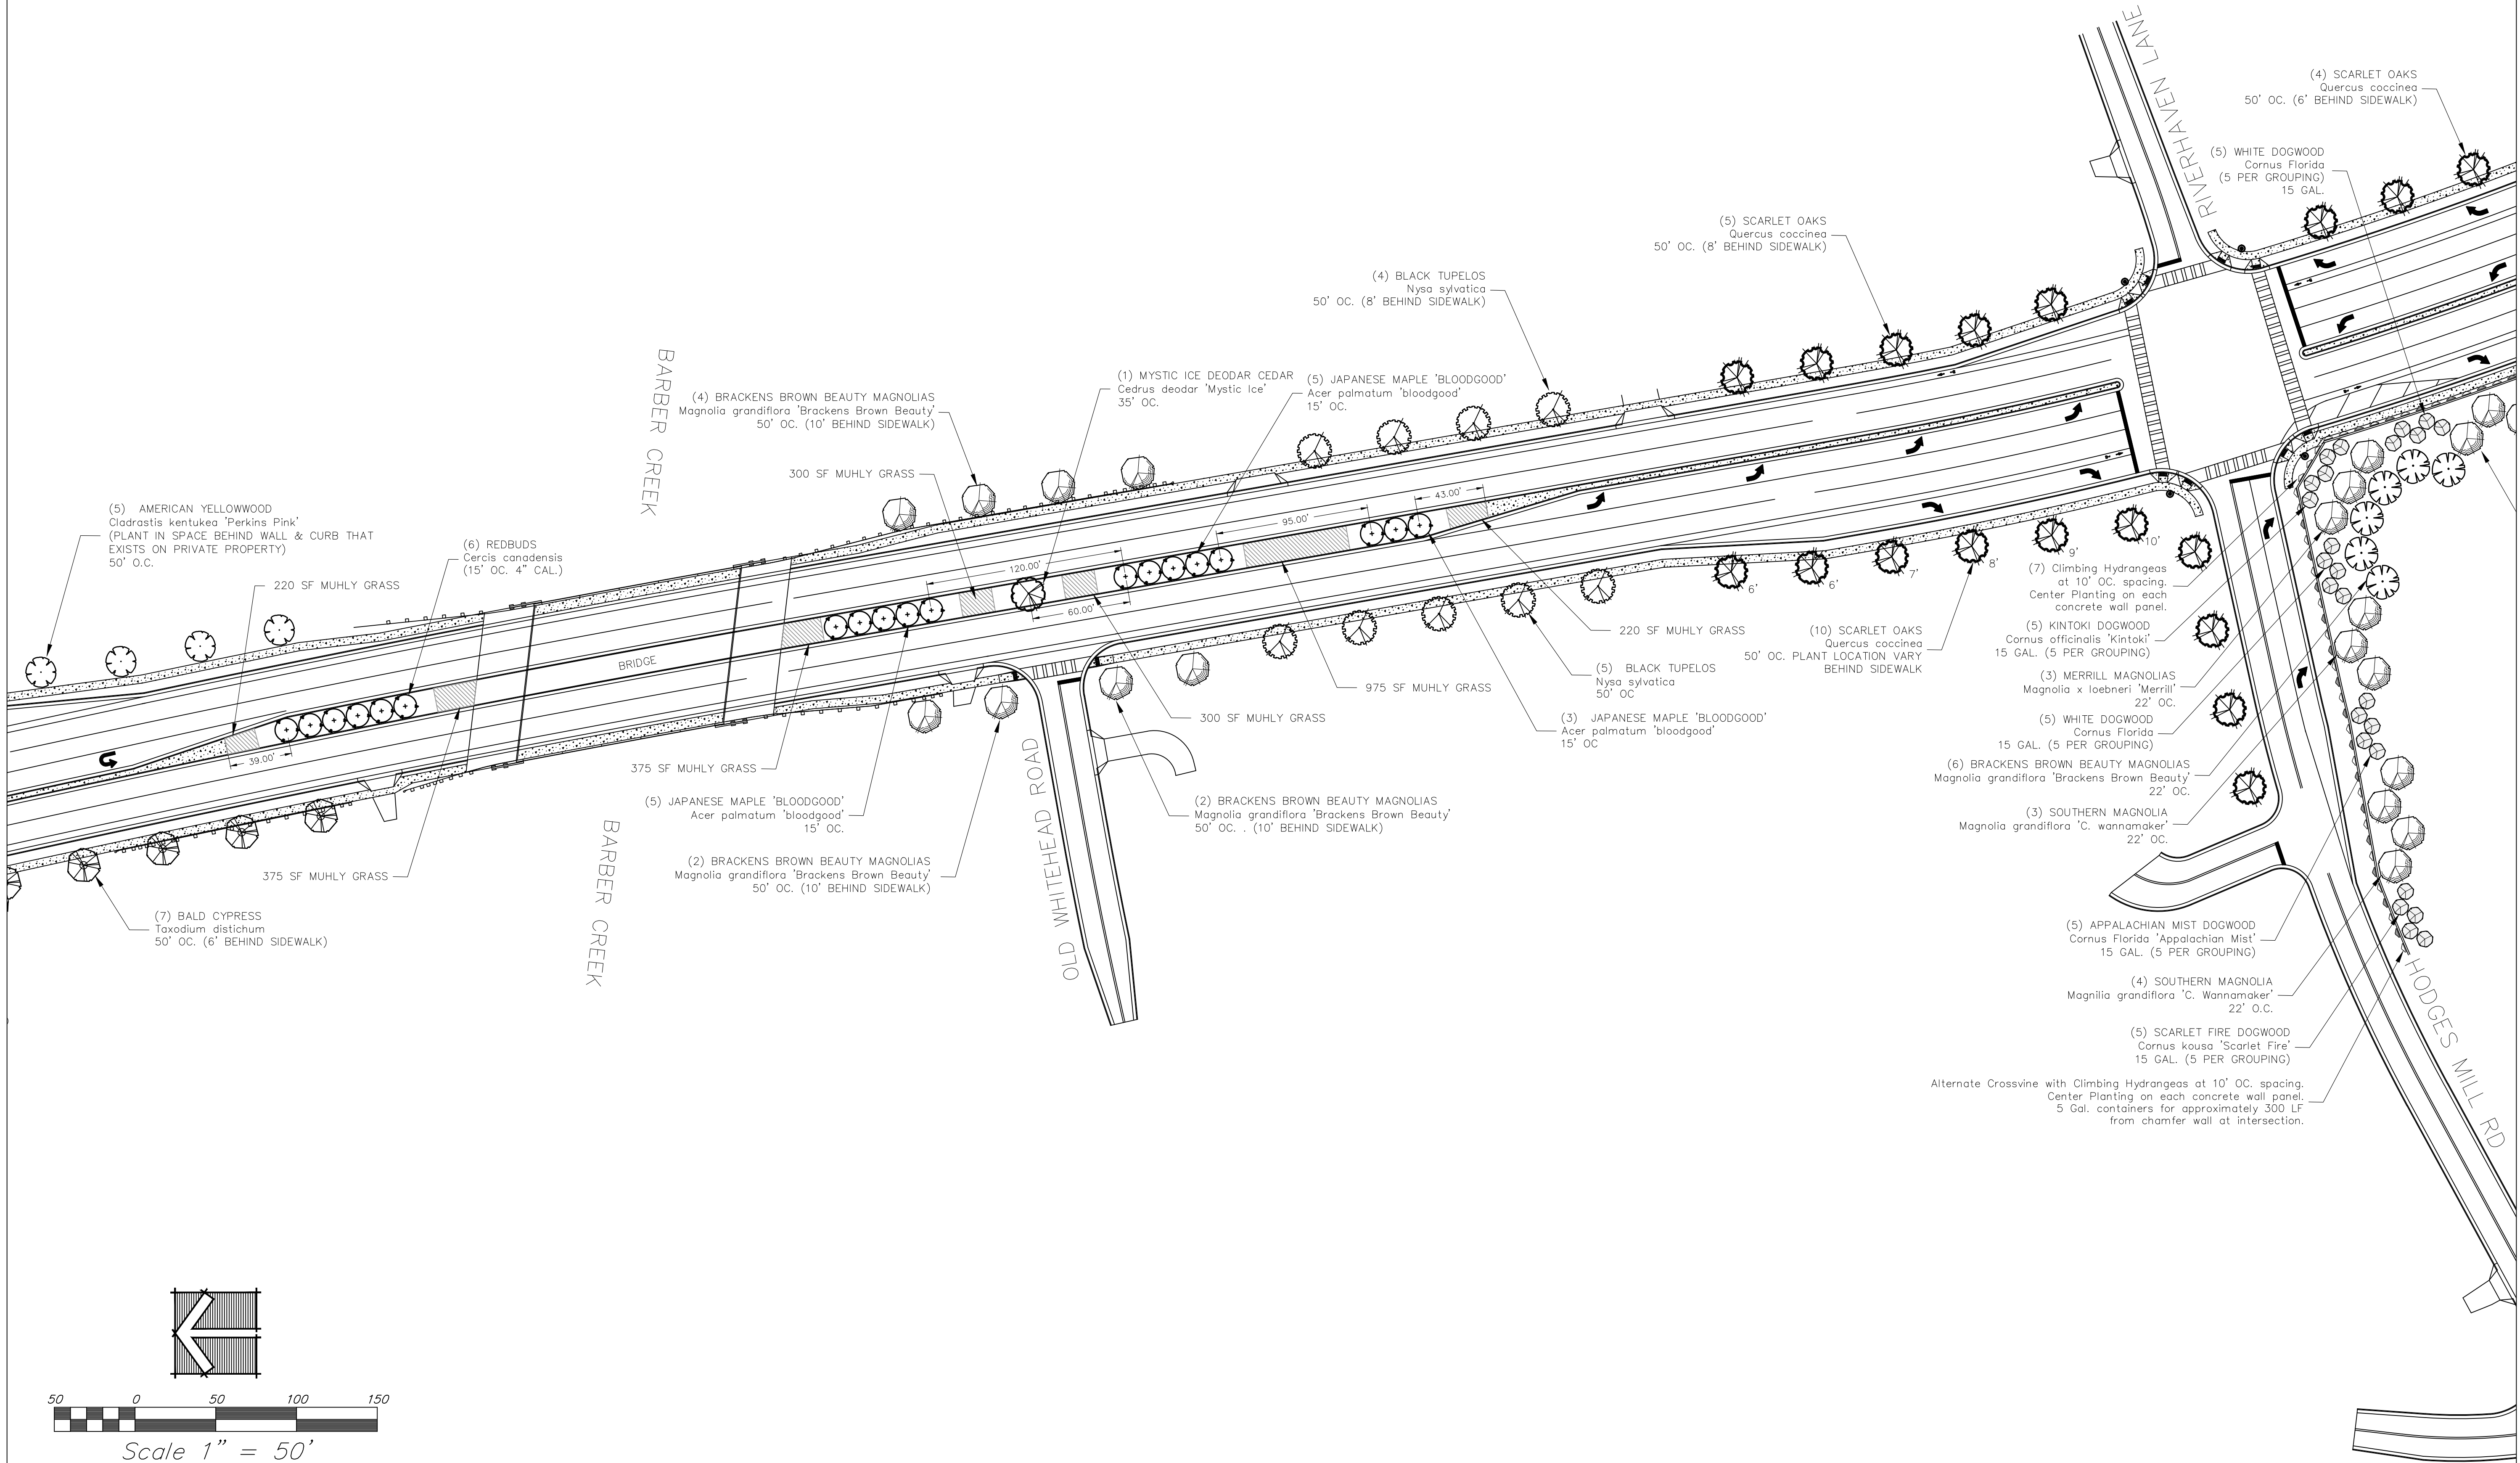 RIVERHAVEN LANE
(4) SCARLET OAKS
Quercus coccinea
50' OC. (6' BEHIND SIDEWALK)
(5) WHITE DOGWOOD
Cornus Florida
(5 PER GROUPING)
15 GAL.
(5) SCARLET OAKS
Quercus coccinea
50' OC. (8' BEHIND SIDEWALK)
(4) BLACK TUPELOS
Nysa sylvatica
50' OC. (8' BEHIND SIDEWALK)
BARBER CREEK
(1) MYSTIC ICE DEODAR CEDAR
Cedrus deodar 'Mystic Ice'
35' OC.
(5) JAPANESE MAPLE 'BLOODGOOD'
Acer palmatum 'bloodgood'
15' OC.
(4) BRACKENS BROWN BEAUTY MAGNOLIAS
Magnolia grandiflora 'Brackens Brown Beauty'
50' OC. (10' BEHIND SIDEWALK)
300 SF MUHLY GRASS
(5) AMERICAN YELLOWWOOD
Cladrastis kentukea 'Perkins Pink'
(PLANT IN SPACE BEHIND WALL & CURB THAT
EXISTS ON PRIVATE PROPERTY)
50' O.C.
(6) REDBUDS
Cercis canadensis
(15' OC. 4" CAL.)
220 SF MUHLY GRASS
43.00'
95.00'
120.00'
60.00'
BRIDGE
39.00'
6'
6'
7'
8'
9'
10'
(7) Climbing Hydrangeas
at 10' OC. spacing.
Center Planting on each
concrete wall panel.
(5) KINTOKI DOGWOOD
Cornus officinalis 'Kintoki'
15 GAL. (5 PER GROUPING)
(3) MERRILL MAGNOLIAS
Magnolia x loebneri 'Merrill'
22' OC.
(5) WHITE DOGWOOD
Cornus Florida
15 GAL. (5 PER GROUPING)
(6) BRACKENS BROWN BEAUTY MAGNOLIAS
Magnolia grandiflora 'Brackens Brown Beauty'
22' OC.
(3) SOUTHERN MAGNOLIA
Magnolia grandiflora 'C. wannamaker'
22' OC.
220 SF MUHLY GRASS
(10) SCARLET OAKS
Quercus coccinea
50' OC. PLANT LOCATION VARY
BEHIND SIDEWALK
(5) BLACK TUPELOS
Nysa sylvatica
50' OC
975 SF MUHLY GRASS
300 SF MUHLY GRASS
(3) JAPANESE MAPLE 'BLOODGOOD'
Acer palmatum 'bloodgood'
15' OC
375 SF MUHLY GRASS
(5) JAPANESE MAPLE 'BLOODGOOD'
Acer palmatum 'bloodgood'
15' OC.
(2) BRACKENS BROWN BEAUTY MAGNOLIAS
Magnolia grandiflora 'Brackens Brown Beauty'
50' OC. . (10' BEHIND SIDEWALK)
(2) BRACKENS BROWN BEAUTY MAGNOLIAS
Magnolia grandiflora 'Brackens Brown Beauty'
50' OC. (10' BEHIND SIDEWALK)
OLD WHITEHEAD ROAD
BARBER CREEK
375 SF MUHLY GRASS
(7) BALD CYPRESS
Taxodium distichum
50' OC. (6' BEHIND SIDEWALK)
(5) APPALACHIAN MIST DOGWOOD
Cornus Florida 'Appalachian Mist'
15 GAL. (5 PER GROUPING)
(4) SOUTHERN MAGNOLIA
Magnilia grandiflora 'C. Wannamaker'
22' O.C.
(5) SCARLET FIRE DOGWOOD
Cornus kousa 'Scarlet Fire'
15 GAL. (5 PER GROUPING)
Alternate Crossvine with Climbing Hydrangeas at 10' OC. spacing.
Center Planting on each concrete wall panel.
5 Gal. containers for approximately 300 LF
from chamfer wall at intersection.
HODGES MILL RD
50 0 50 100 150
Scale 1" = 50'